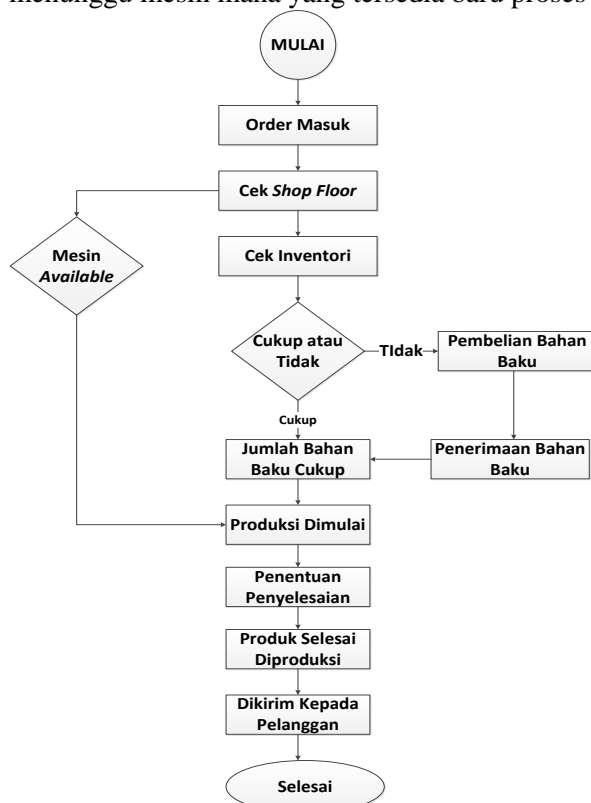 menunggu mesin mana yang tersedia baru proses
MULAI
Order Masuk
Cek Shop Floor
Mesin
Available
Cek Inventori
Cukup atau
Tidak
TIdak
Pembelian Bahan
Baku
Cukup
Jumlah Bahan
Baku Cukup
Penerimaan Bahan
Baku
Produksi Dimulai
Penentuan
Penyelesaian
Produk Selesai
Diproduksi
Dikirim Kepada
Pelanggan
Selesai